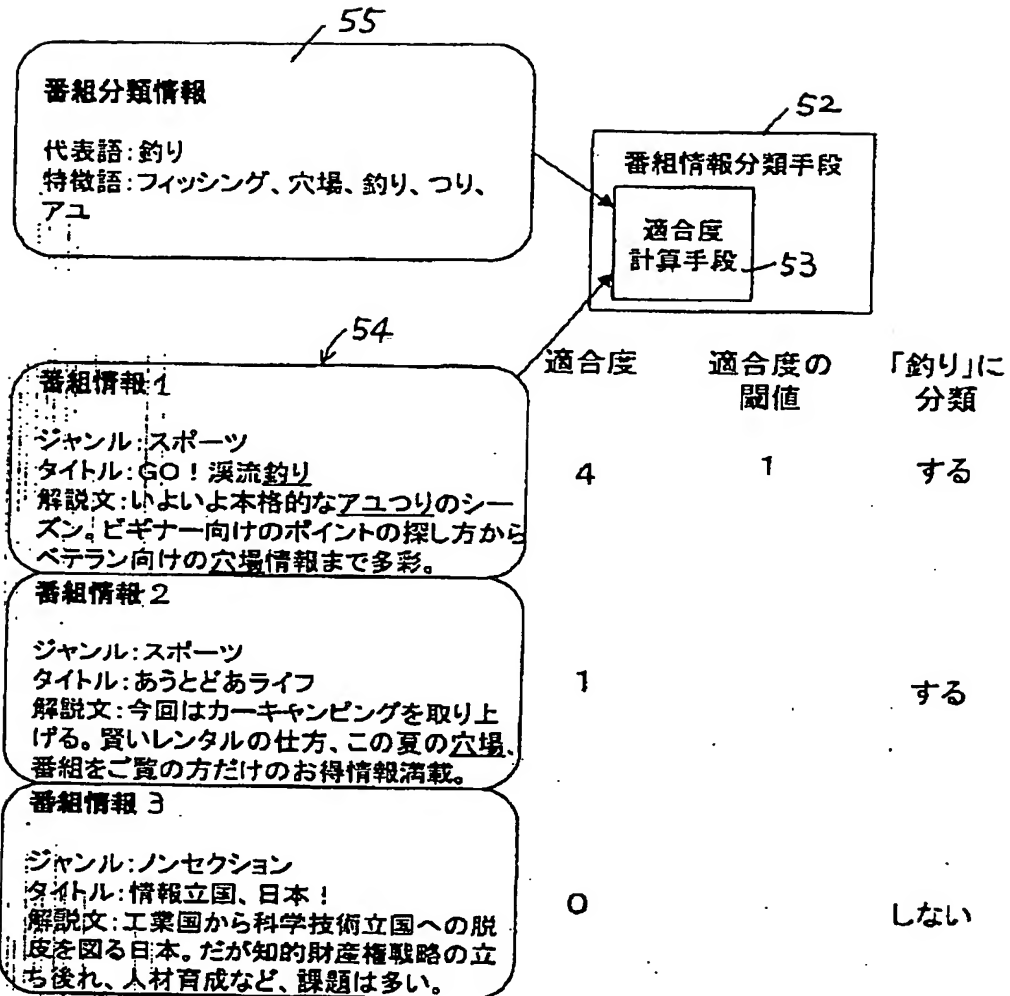 55
番組分類情報
代表語:釣り
特徴語:フィッシング、穴場、釣り、つり、
アユ
52
番組情報分類手段
適合度
計算手段
53
54
適合度
適合度の
閾値
「釣り」に
分類
番組情報1
ジャンル:スポーツ
タイトル:GO!渓流釣り
解説文:いよいよ本格的なアユつりのシー
ズン。ビギナー向けのポイントの探し方から
ベテラン向けの穴場情報まで多彩。
4
1
する
番組情報2
ジャンル:スポーツ
タイトル:あうとどあライフ
解説文:今回はカーキャンピングを取り上
げる。賢いレンタルの仕方、この夏の穴場、
番組をご覧の方だけのお得情報満載。
1
する
番組情報3
ジャンル:ノンセクション
タイトル:情報立国、日本!
解説文:工業国から科学技術立国への脱
皮を図る日本。だが知的財産権戦略の立
ち後れ、人材育成など、課題は多い。
0
しない